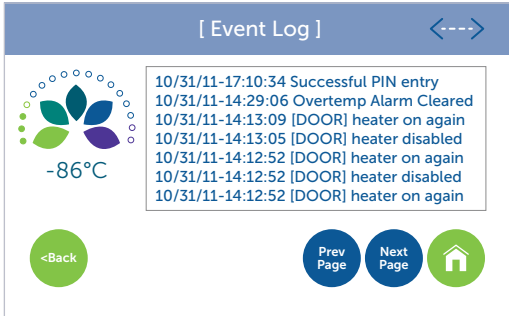 [ Event Log ]
<---->
10/31/11-17:10:34 Successful PIN entry
10/31/11-14:29:06 Overtemp Alarm Cleared
10/31/11-14:13:09 [DOOR] heater on again
10/31/11-14:13:05 [DOOR] heater disabled
10/31/11-14:12:52 [DOOR] heater on again
10/31/11-14:12:52 [DOOR] heater disabled
10/31/11-14:12:52 [DOOR] heater on again
-86°C
<Back
Prev
Page
Next
Page